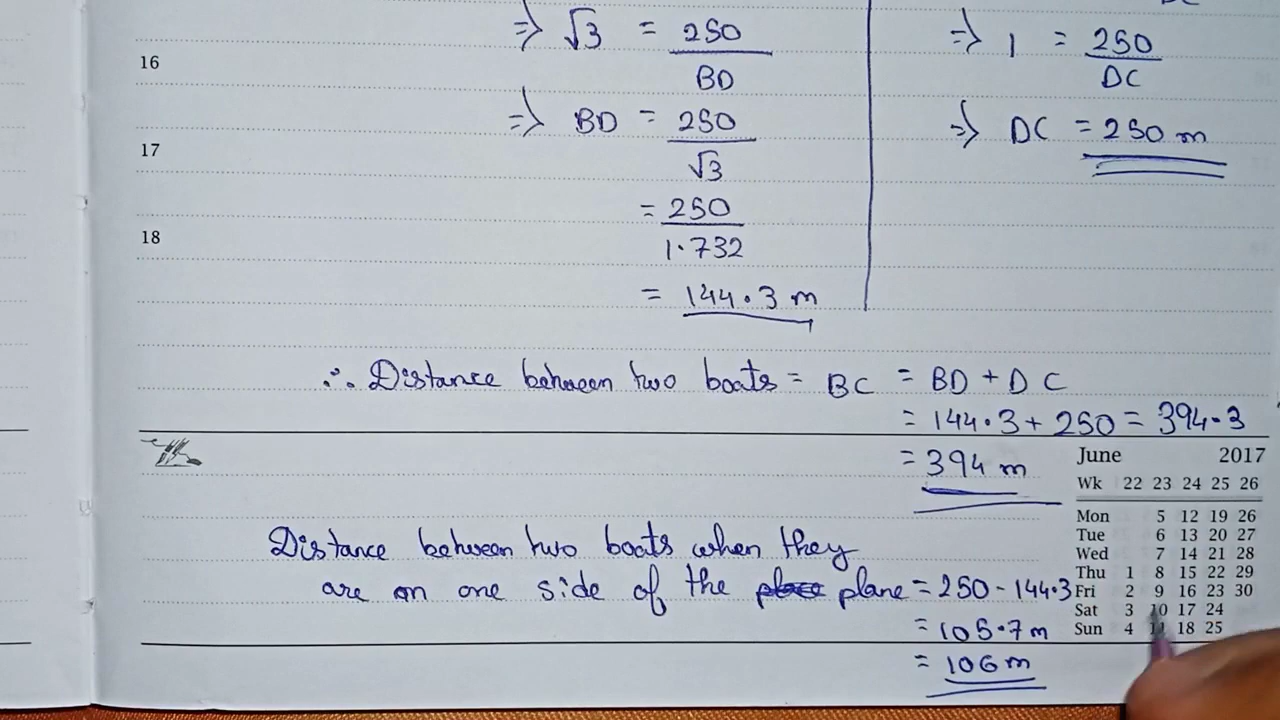 16
17
18
=> √3 = 250
BD
=> BD = 250
√3
= 250
1.732
= 144.3 m
=> 1 = 250
DC
=> DC = 250 m
∴ Distance between two boats = BC = BD + DC
= 144.3 + 250 = 394.3
= 394 m
Distance between two boats when they
are on one side of the plane = 250 - 144.3
= 105.7 m
= 106 m
June 2017
Wk 22 23 24 25 26
Mon 5 12 19 26
Tue 6 13 20 27
Wed 7 14 21 28
Thu 1 8 15 22 29
Fri 2 9 16 23 30
Sat 3 10 17 24
Sun 4 11 18 25